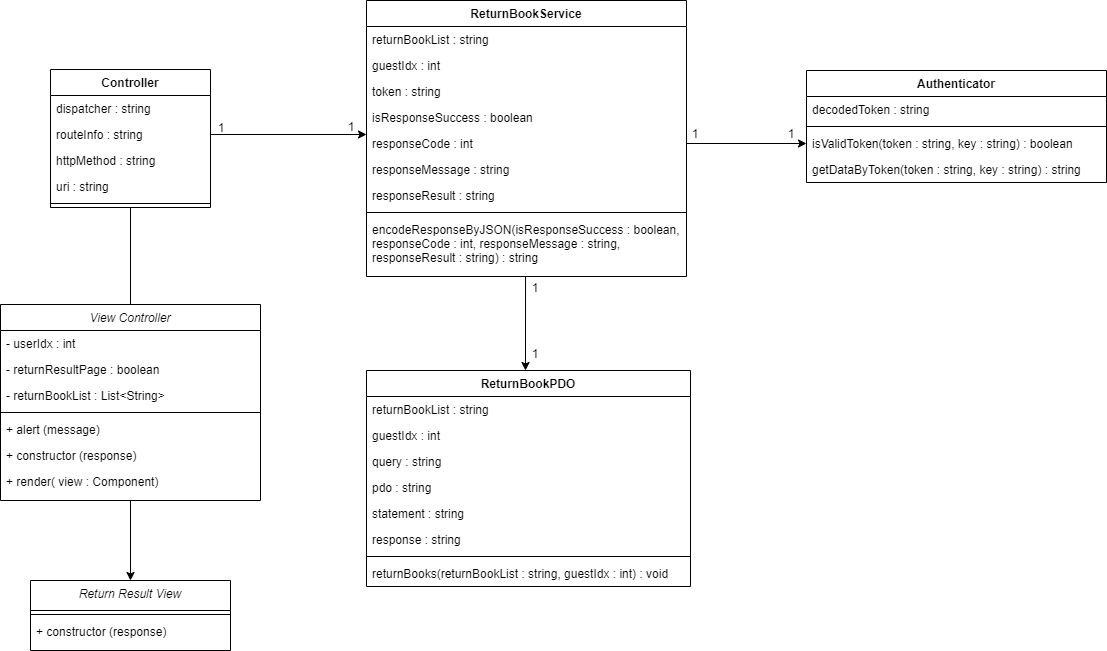 ReturnBookService
returnBookList : string
guestIdx : int
token : string
isResponseSuccess : boolean
responseCode : int
responseMessage : string
responseResult : string
encodeResponseByJSON(isResponseSuccess : boolean,
responseCode : int, responseMessage : string,
responseResult : string) : string
Controller
dispatcher : string
routeInfo : string
httpMethod : string
uri : string
1
1
1
1
Authenticator
decodedToken : string
isValidToken(token : string, key : string) : boolean
getDataByToken(token : string, key : string) : string
1
1
View Controller
- userIdx : int
- returnResultPage : boolean
- returnBookList : List<String>
+ alert (message)
+ constructor (response)
+ render( view : Component)
ReturnBookPDO
returnBookList : string
guestIdx : int
query : string
pdo : string
statement : string
response : string
returnBooks(returnBookList : string, guestIdx : int) : void
Return Result View
+ constructor (response)